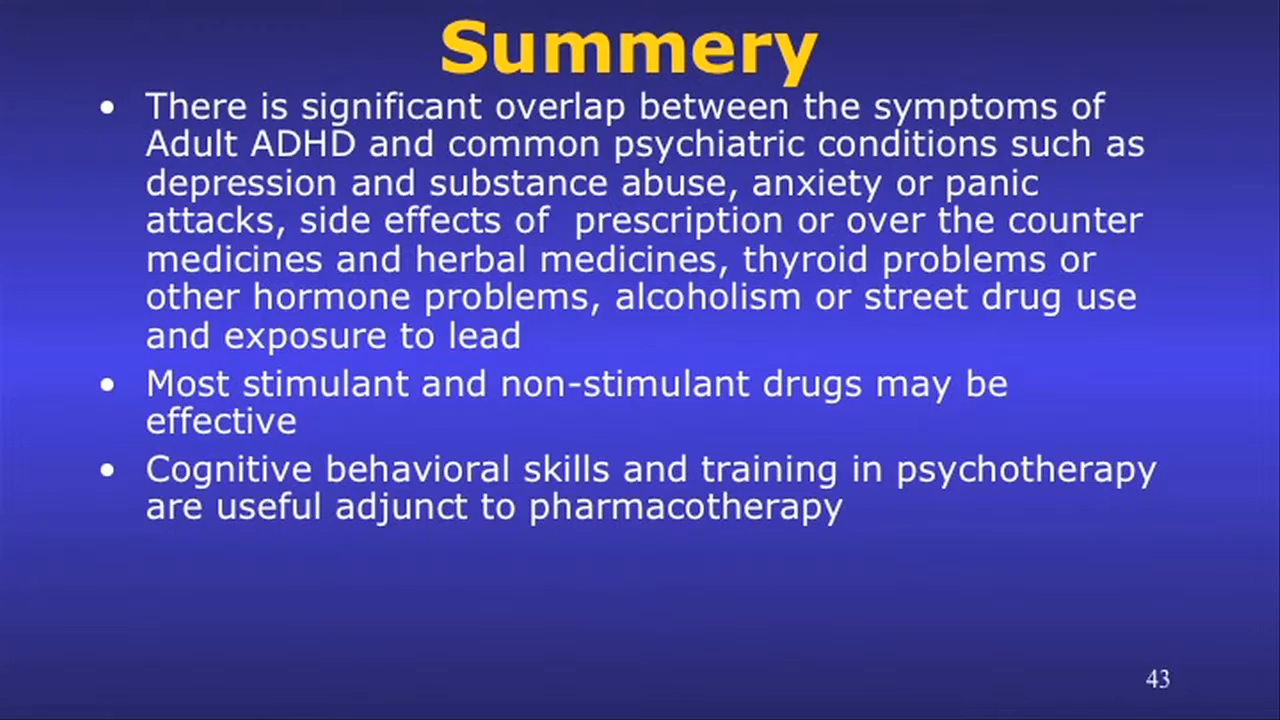 Summery
• There is significant overlap between the symptoms of
Adult ADHD and common psychiatric conditions such as
depression and substance abuse, anxiety or panic
attacks, side effects of  prescription or over the counter
medicines and herbal medicines, thyroid problems or
other hormone problems, alcoholism or street drug use
and exposure to lead
• Most stimulant and non-stimulant drugs may be
effective
• Cognitive behavioral skills and training in psychotherapy
are useful adjunct to pharmacotherapy
43